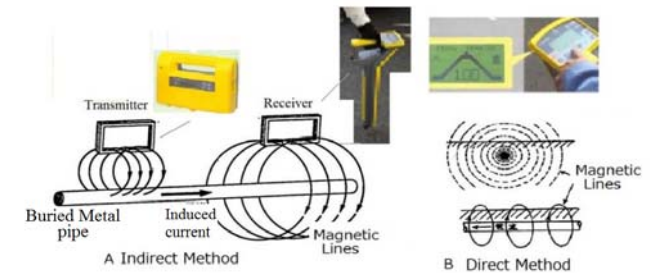 Transmitter
Receiver
Buried Metal
pipe
Induced
current
Magnetic
Lines
A Indirect Method
100
Magnetic
Lines
B Direct Method